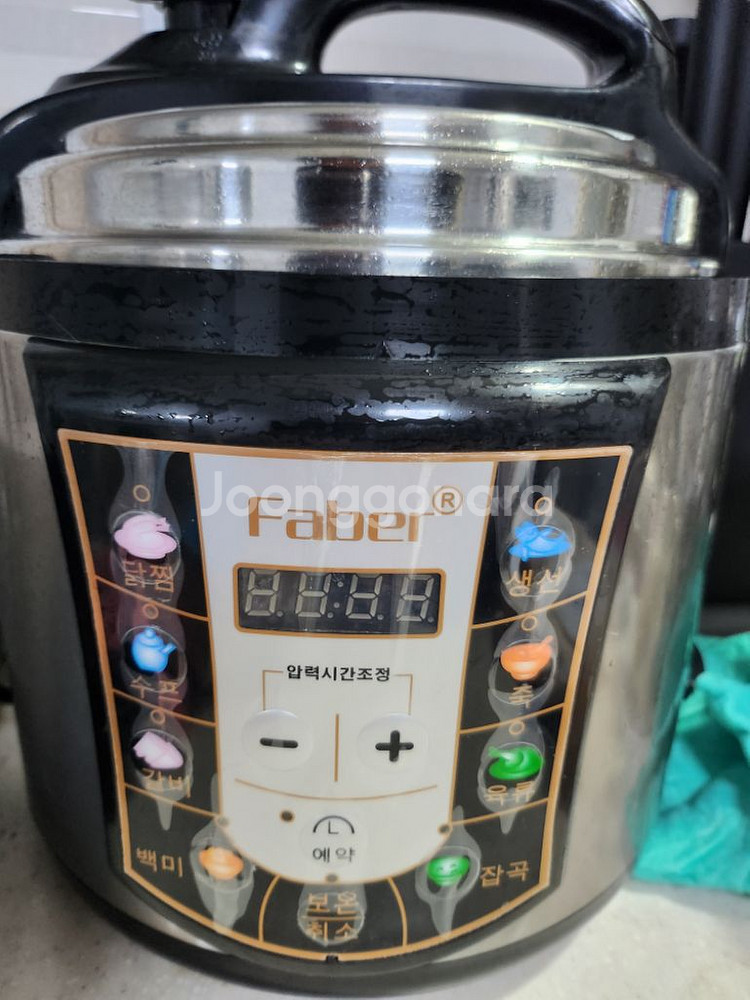 Joonggonara
Faber®
닭찜
생선
수프
압력시간조정
죽
갈비
- +
육류
예약
백미
잡곡
보온
취소